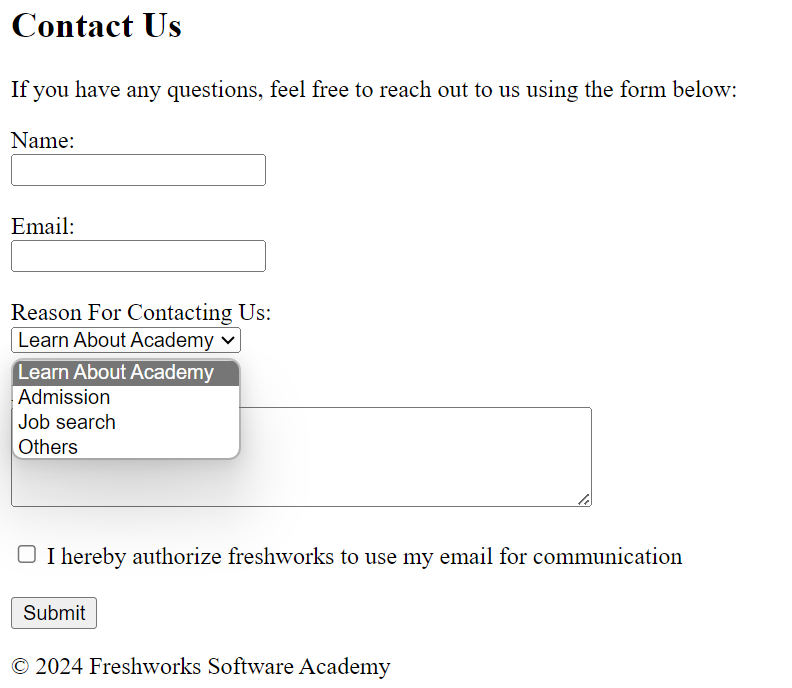 Contact Us
If you have any questions, feel free to reach out to us using the form below:
Name:
Email:
Reason For Contacting Us:
Learn About Academy
Learn About Academy
Admission
Job search
Others
I hereby authorize freshworks to use my email for communication
Submit
© 2024 Freshworks Software Academy